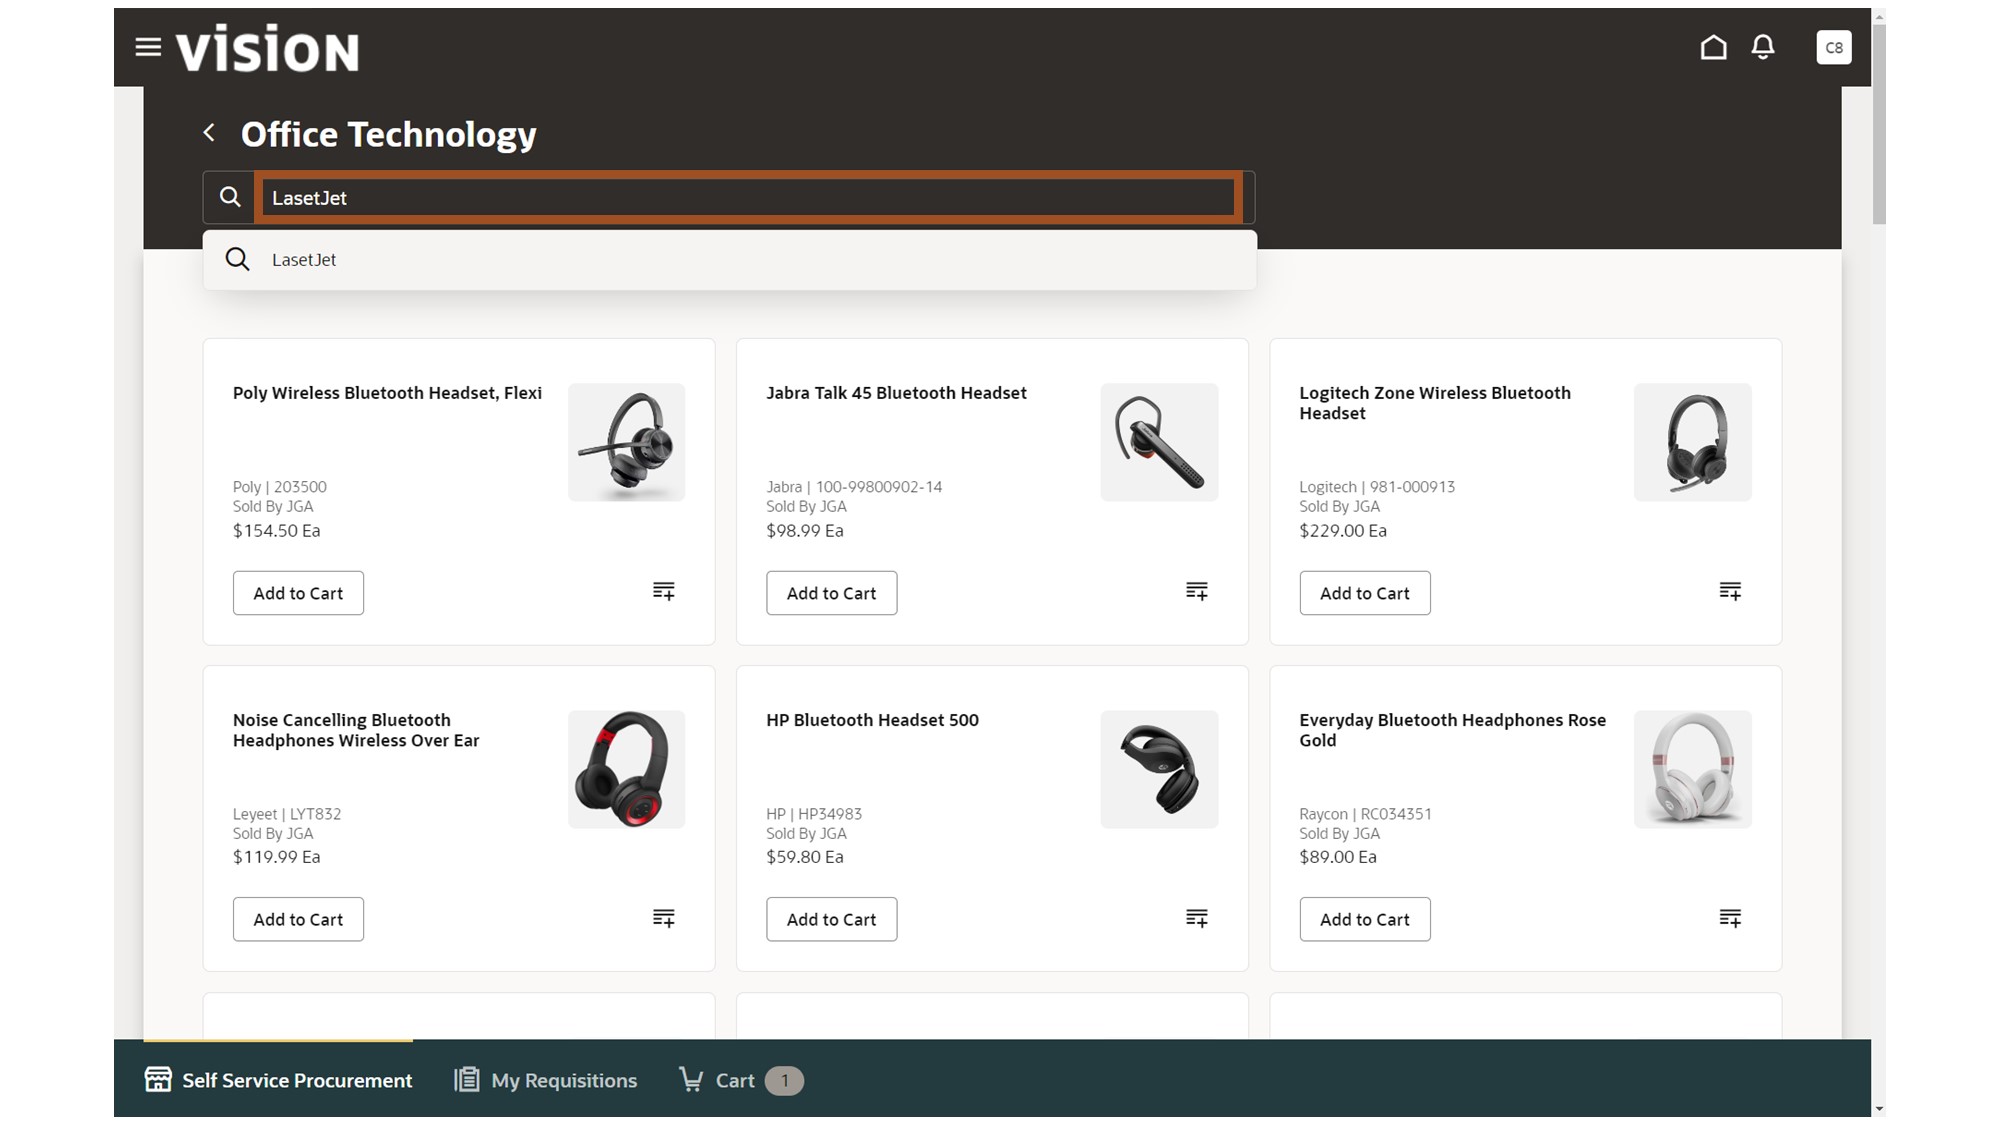 vision
C8
Office Technology
LasetJet
LasetJet
Poly Wireless Bluetooth Headset, Flexi
Poly | 203500
Sold By JGA
$154.50 Ea
Add to Cart
Jabra Talk 45 Bluetooth Headset
Jabra | 100-99800902-14
Sold By JGA
$98.99 Ea
Add to Cart
Logitech Zone Wireless Bluetooth
Headset
Logitech | 981-000913
Sold By JGA
$229.00 Ea
Add to Cart
Noise Cancelling Bluetooth
Headphones Wireless Over Ear
Leyeet | LYT832
Sold By JGA
$119.99 Ea
Add to Cart
HP Bluetooth Headset 500
HP | HP34983
Sold By JGA
$59.80 Ea
Add to Cart
Everyday Bluetooth Headphones Rose
Gold
Raycon | RC034351
Sold By JGA
$89.00 Ea
Add to Cart
Self Service Procurement
My Requisitions
Cart 1